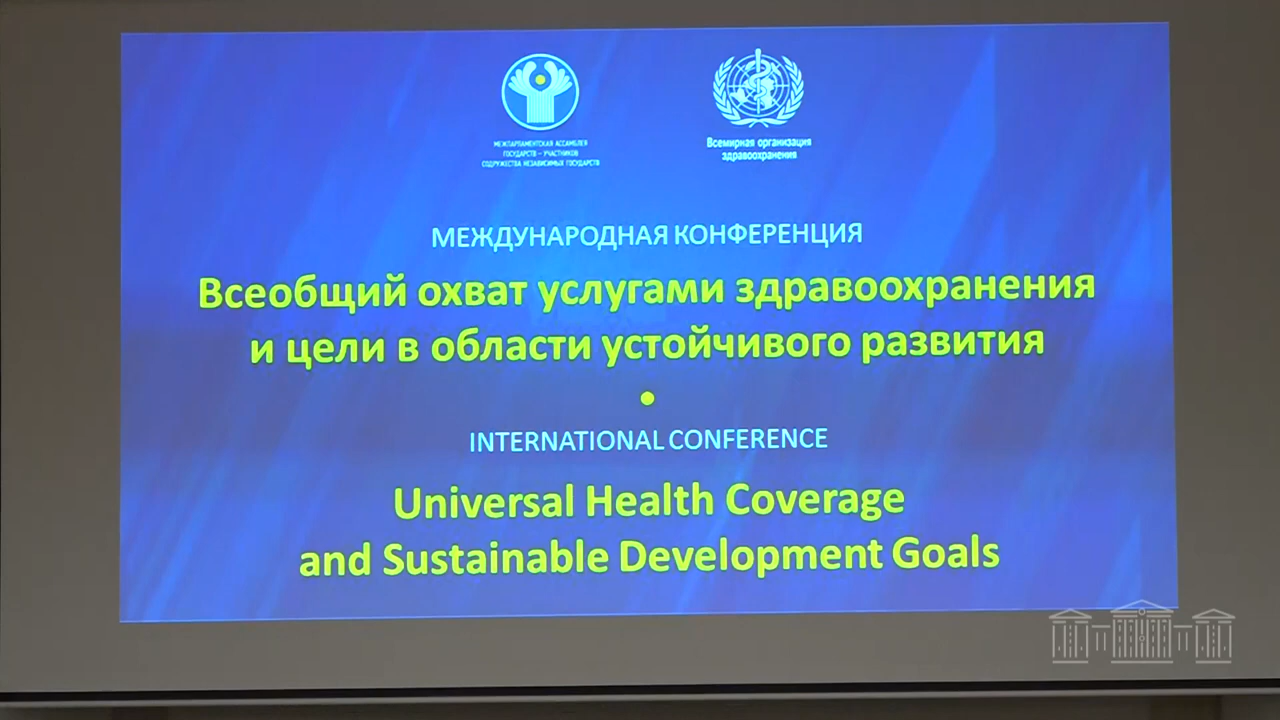 МЕЖПАРЛАМЕНТСКАЯ АССАМБЛЕЯ
ГОСУДАРСТВ – УЧАСТНИКОВ
СОДРУЖЕСТВА НЕЗАВИСИМЫХ ГОСУДАРСТВ
Всемирная организация
здравоохранения
МЕЖДУНАРОДНАЯ КОНФЕРЕНЦИЯ
Всеобщий охват услугами здравоохранения
и цели в области устойчивого развития
INTERNATIONAL CONFERENCE
Universal Health Coverage
and Sustainable Development Goals